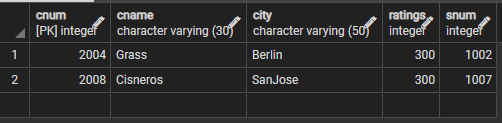 cnum cname city ratings snum
[PK] integer character varying (30) character varying (50) integer integer
1 2004 Grass Berlin 300 1002
2 2008 Cisneros SanJose 300 1007